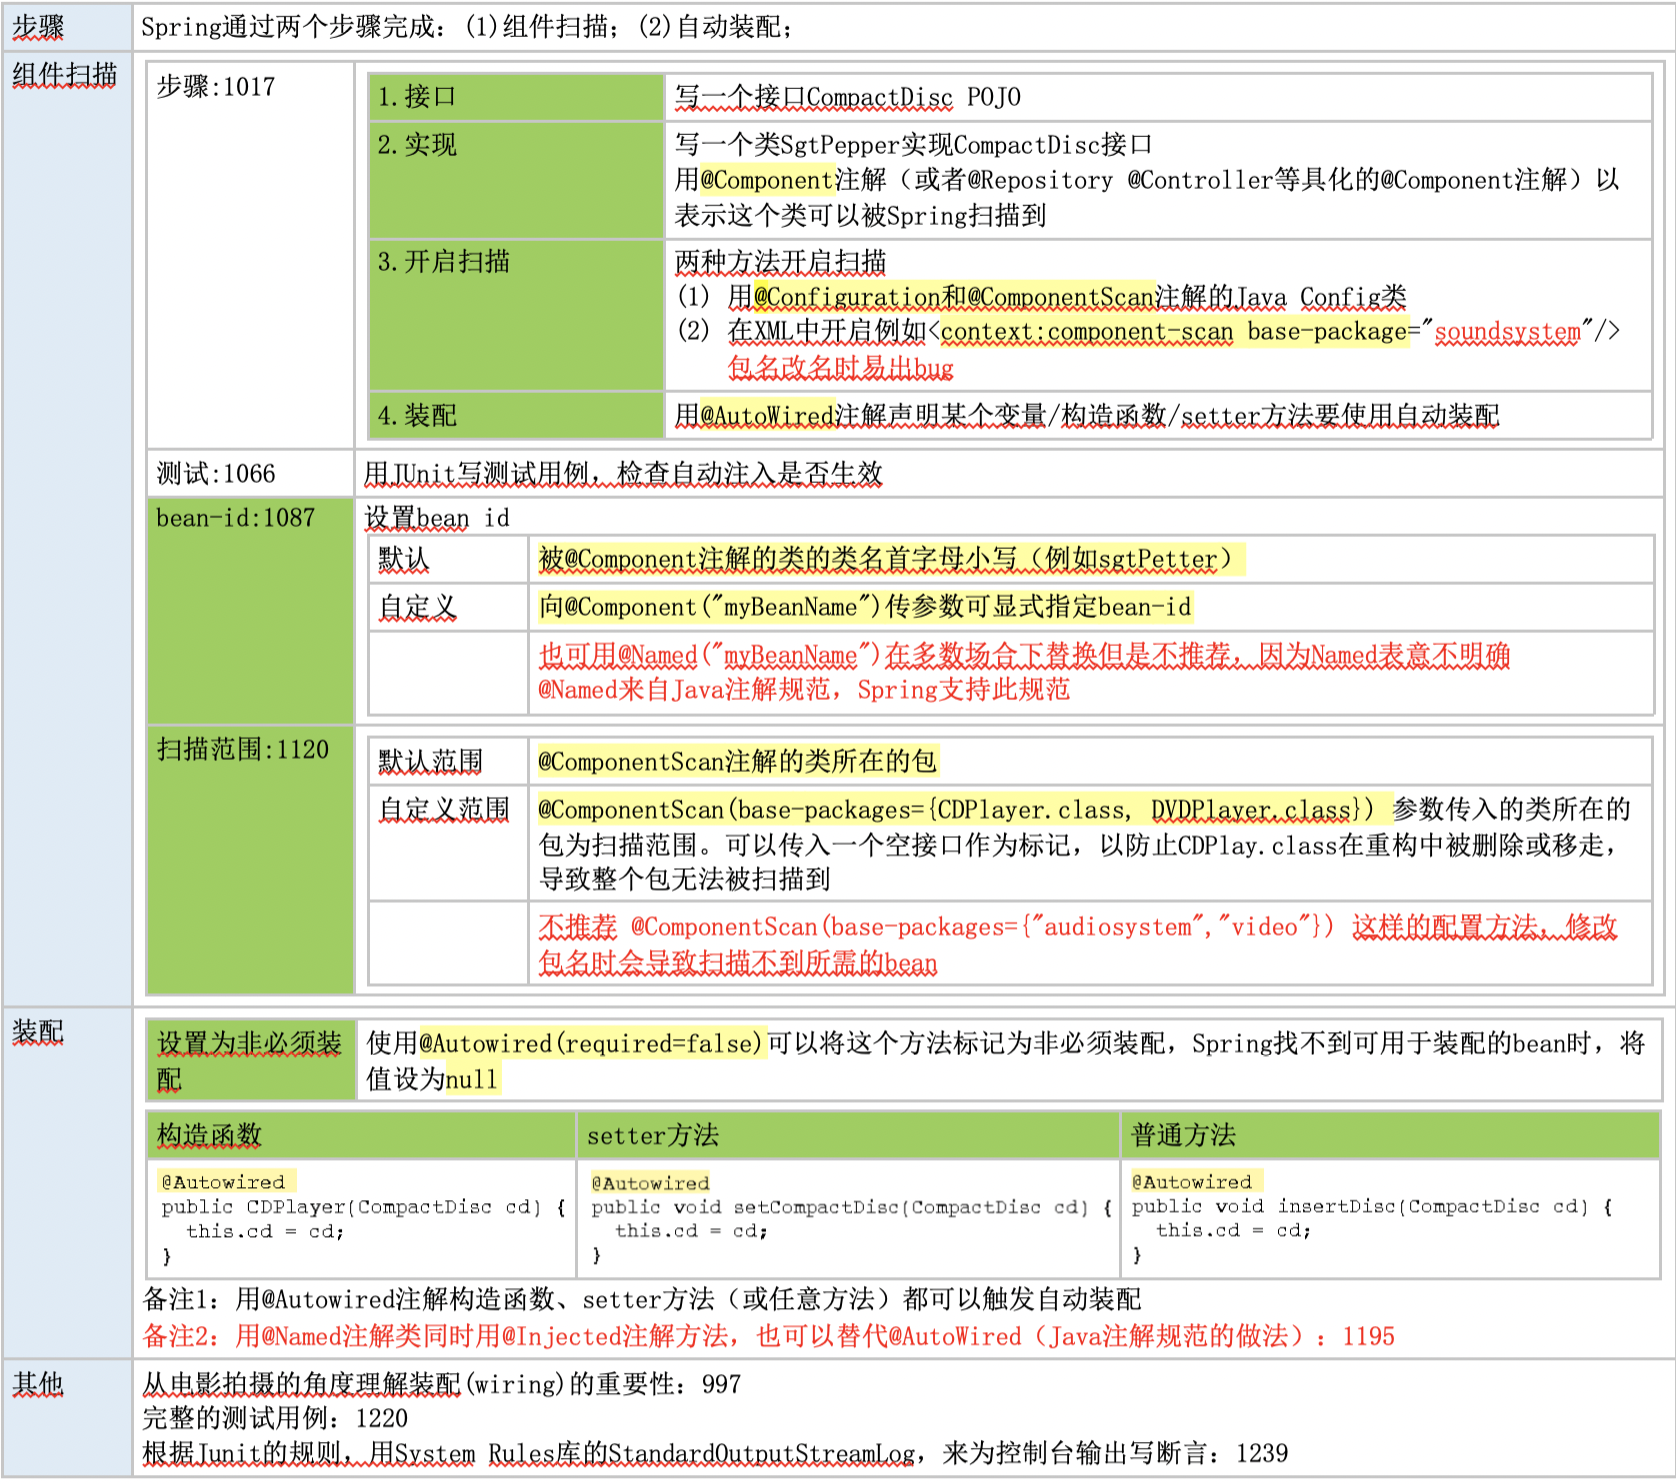 步骤
Spring通过两个步骤完成：(1)组件扫描；(2)自动装配；
组件扫描
步骤:1017
1.接口
写一个接口CompactDisc POJO
2.实现
写一个类SgtPepper实现CompactDisc接口
用@Component注解（或者@Repository @Controller等具化的@Component注解）以
表示这个类可以被Spring扫描到
3.开启扫描
两种方法开启扫描
(1) 用@Configuration和@ComponentScan注解的Java Config类
(2) 在XML中开启例如<context:component-scan base-package="soundsystem"/>
包名改名时易出bug
4.装配
用@AutoWired注解声明某个变量/构造函数/setter方法要使用自动装配
测试:1066
用JUnit写测试用例，检查自动注入是否生效
bean-id:1087
设置bean id
默认
被@Component注解的类的类名首字母小写（例如sgtPetter）
自定义
向@Component("myBeanName")传参数可显式指定bean-id
也可用@Named("myBeanName")在多数场合下替换但是不推荐，因为Named表意不明确
@Named来自Java注解规范，Spring支持此规范
扫描范围:1120
默认范围
@ComponentScan注解的类所在的包
自定义范围
@ComponentScan(base-packages={CDPlayer.class, DVDPlayer.class}) 参数传入的类所在的
包为扫描范围。可以传入一个空接口作为标记，以防止CDPlay.class在重构中被删除或移走，
导致整个包无法被扫描到
不推荐 @ComponentScan(base-packages={"audiosystem","video"}) 这样的配置方法，修改
包名时会导致扫描不到所需的bean
装配
设置为非必须装
配
使用@Autowired(required=false)可以将这个方法标记为非必须装配，Spring找不到可用于装配的bean时，将
值设为null
构造函数
setter方法
普通方法
@Autowired
public CDPlayer(CompactDisc cd) {
this.cd = cd;
}
@Autowired
public void setCompactDisc(CompactDisc cd) {
this.cd = cd;
}
@Autowired
public void insertDisc(CompactDisc cd) {
this.cd = cd;
}
备注1：用@Autowired注解构造函数、setter方法（或任意方法）都可以触发自动装配
备注2：用@Named注解类同时用@Injected注解方法，也可以替代@AutoWired（Java注解规范的做法）：1195
其他
从电影拍摄的角度理解装配(wiring)的重要性：997
完整的测试用例：1220
根据Junit的规则，用System Rules库的StandardOutputStreamLog，来为控制台输出写断言：1239